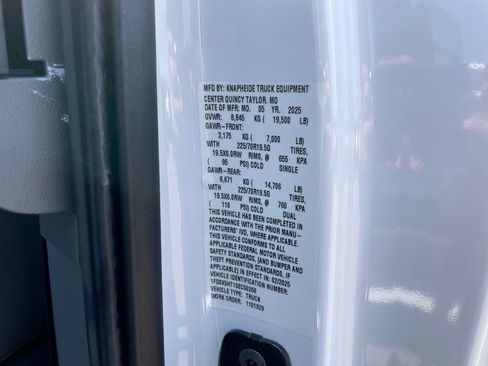 MFD BY: KNAPHEIDE TRUCK EQUIPMENT
CENTER QUINCY TAYLOR, MO
DATE OF MFR: MO. 05 YR. 2025
GVWR: 8,845 KG ( 19,500 LB)
GAWR-FRONT:
3,175 KG ( 7,000 LB)
WITH 225/70R19.5G TIRES,
19.5X6.0RW RIMS, @ 655 KPA
( 95 PSI) COLD SINGLE
GAWR-REAR:
6,671 KG ( 14,706 LB)
WITH 225/70R19.5G TIRES,
19.5X6.0RW RIMS, @ 760 KPA
( 110 PSI) COLD DUAL
THIS VEHICLE HAS BEEN COMPLETED
IN ACCORDANCE WITH THE PRIOR MANU-
FACTURERS' IVD, WHERE APPLICABLE.
THIS VEHICLE CONFORMS TO ALL
APPLICABLE FEDERAL MOTOR VEHICLE
SAFETY STANDARDS, [AND BUMPER AND
THEFT PREVENTION STANDARDS, IF
APPLICABLE] IN EFFECT IN 02/2025
VEHICLE IDENTIFICATION NUMBER:
VEHICLE TYPE: TRUCK
WORK ORDER: 1101929